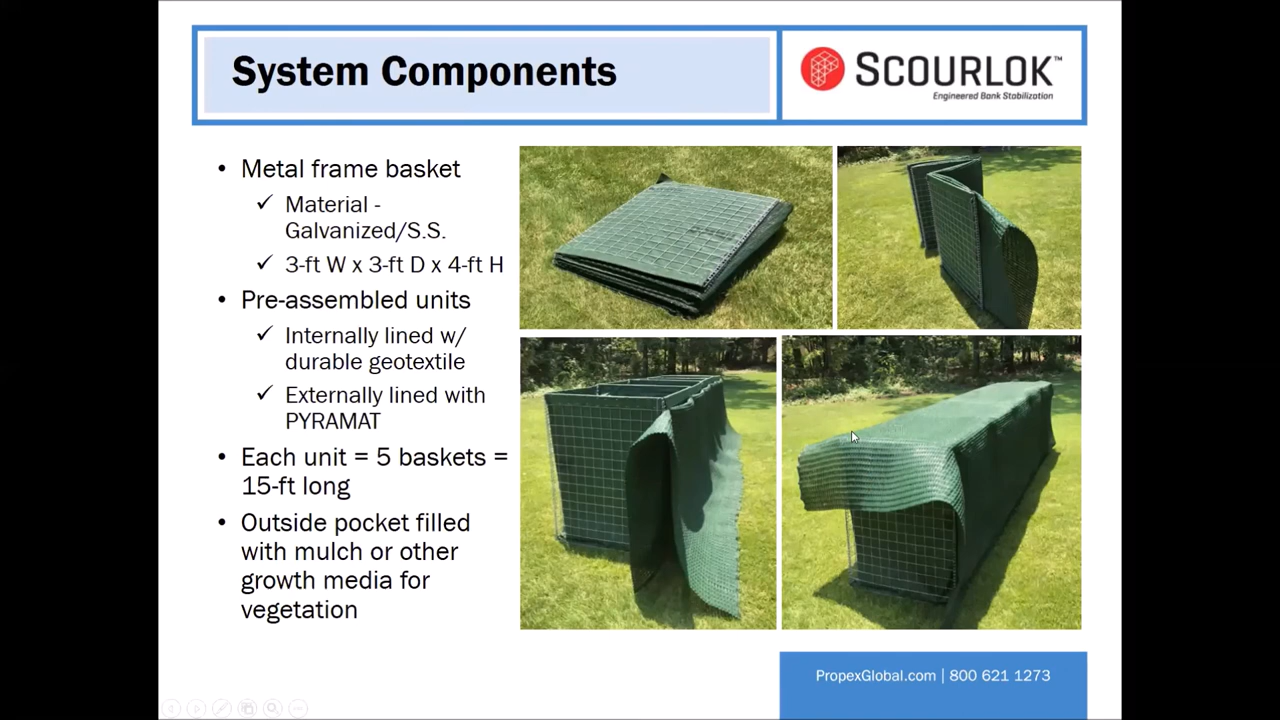 System Components
SCOURLOK™
Engineered Bank Stabilization
• Metal frame basket
✓ Material -
Galvanized/S.S.
✓ 3-ft W x 3-ft D x 4-ft H
• Pre-assembled units
✓ Internally lined w/
durable geotextile
✓ Externally lined with
PYRAMAT
• Each unit = 5 baskets =
15-ft long
• Outside pocket filled
with mulch or other
growth media for
vegetation
PropexGlobal.com | 800 621 1273